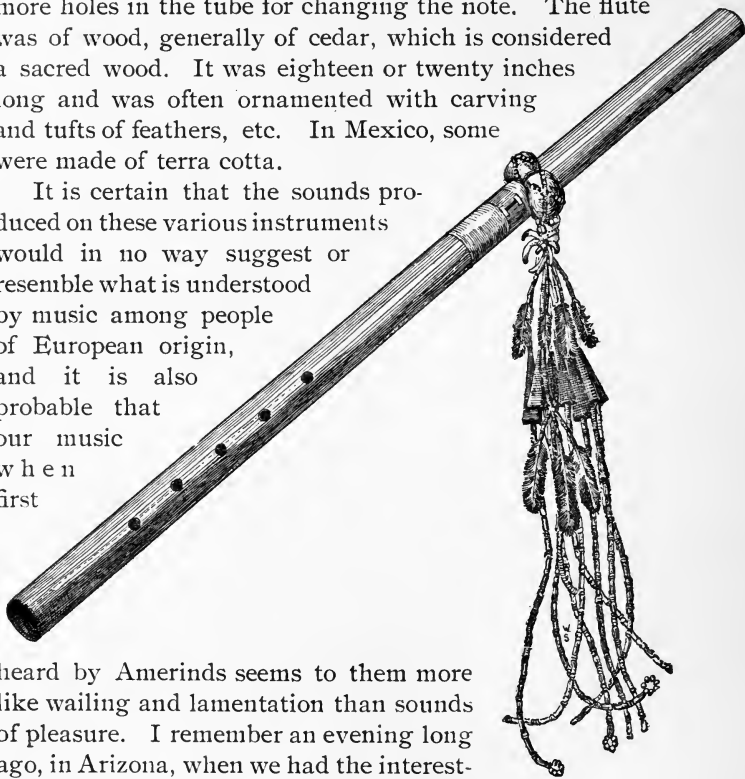 more holes in the tube for changing the note. The flute
was of wood, generally of cedar, which is considered
a sacred wood. It was eighteen or twenty inches
long and was often ornamented with carving
and tufts of feathers, etc. In Mexico, some
were made of terra cotta.
It is certain that the sounds pro-
duced on these various instruments
would in no way suggest or
resemble what is understood
by music among people
of European origin,
and it is also
probable that
our music
when
first
heard by Amerinds seems to them more
like wailing and lamentation than sounds
of pleasure. I remember an evening long
ago, in Arizona, when we had the interest-